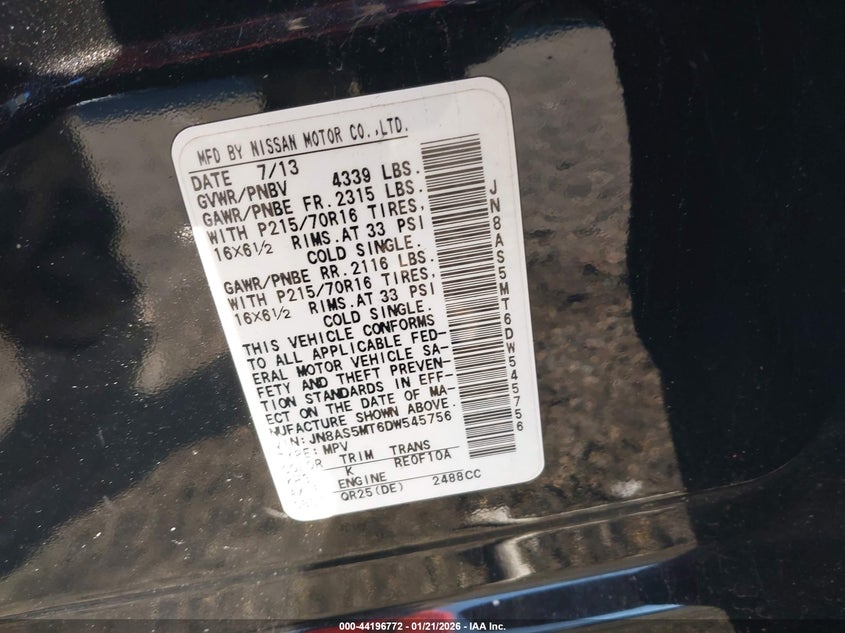 MFD BY NISSAN MOTOR CO.,LTD.
DATE 7/13
GVWR/PNBV 4339 LBS.
GAWR/PNBE FR. 2315 LBS.
WITH P215/70R16 TIRES,
16X6½ RIMS.AT 33 PSI
COLD SINGLE.
GAWR/PNBE RR. 2116 LBS.
WITH P215/70R16 TIRES,
16X6½ RIMS.AT 33 PSI
COLD SINGLE.
THIS VEHICLE CONFORMS
TO ALL APPLICABLE FED-
ERAL MOTOR VEHICLE SA-
FETY AND THEFT PREVEN-
TION STANDARDS IN EFF-
ECT ON THE DATE OF MA-
NUFACTURE SHOWN ABOVE.
VIN: JN8AS5MT6DW545756
MPV
TRIM TRANS
K RE0F10A
ENGINE
QR25(DE) 2488CC
JN8AS5MT6DW545756
000-44196772 - 01/21/2026 - IAA Inc.